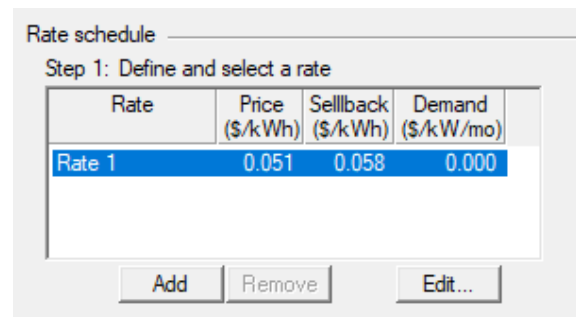 Rate schedule
Step 1: Define and select a rate
Rate Price Selllback Demand
($/kWh) ($/kWh) ($/kW/mo)
Rate 1 0.051 0.058 0.000
Add Remove Edit...